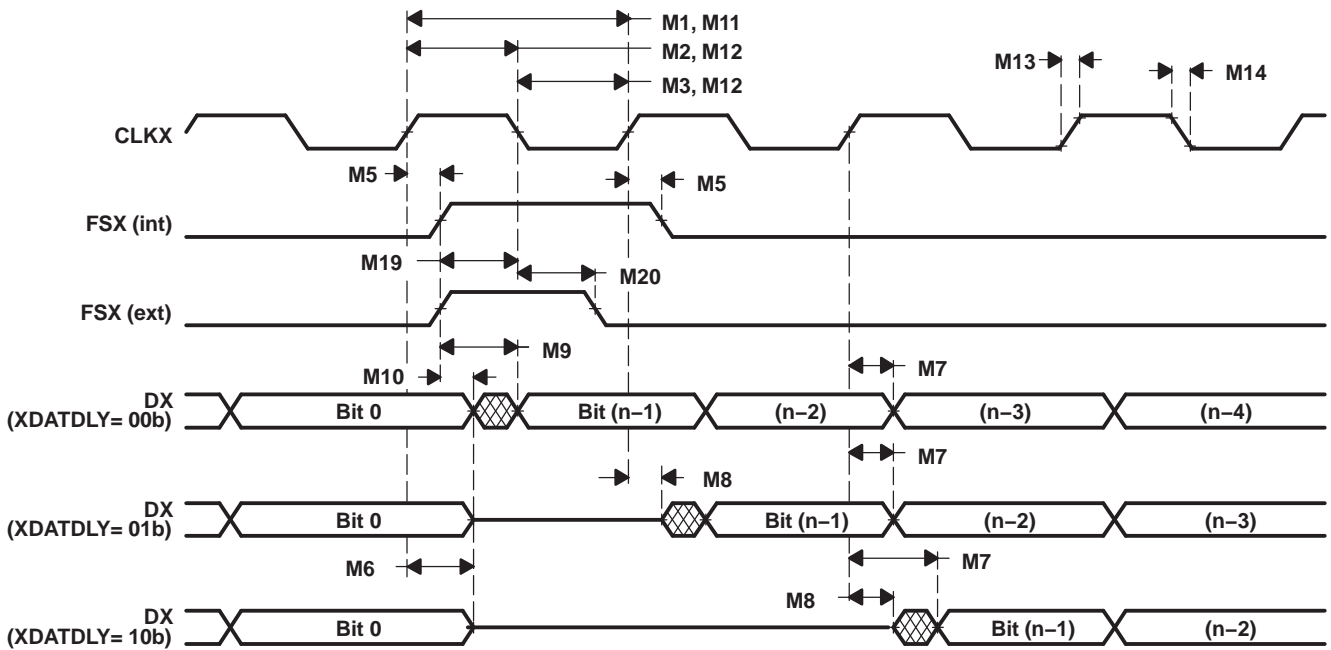 M1, M11
M2, M12
M3, M12
M13
M14
CLKX
M5
M5
FSX (int)
M19
M20
FSX (ext)
M9
M10
M7
DX
(XDATDLY= 00b)
Bit 0
Bit (n–1)
(n–2)
(n–3)
(n–4)
M7
M8
DX
(XDATDLY= 01b)
Bit 0
Bit (n–1)
(n–2)
(n–3)
M6
M7
M8
DX
(XDATDLY= 10b)
Bit 0
Bit (n–1)
(n–2)